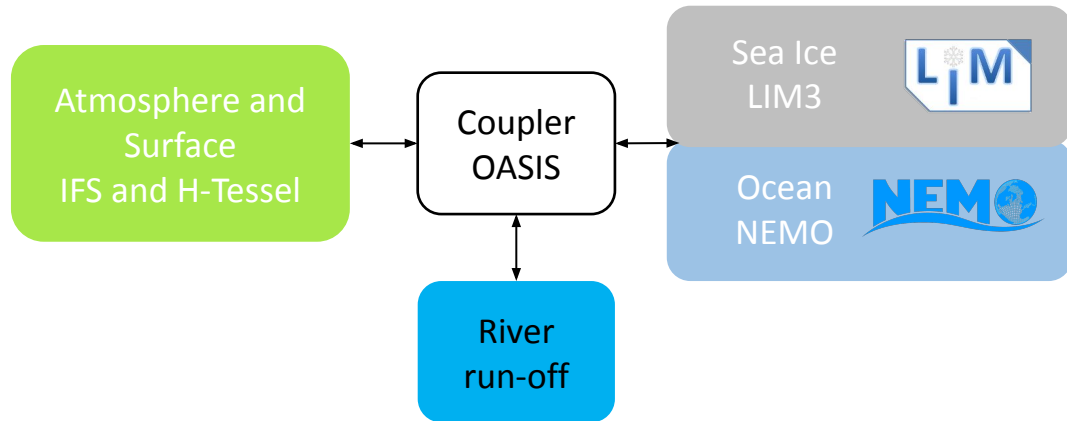 Atmosphere and
Surface
IFS and H-Tessel
Coupler
OASIS
Sea Ice
LIM3
LiM
Ocean
NEMO
NEMO
River
run-off